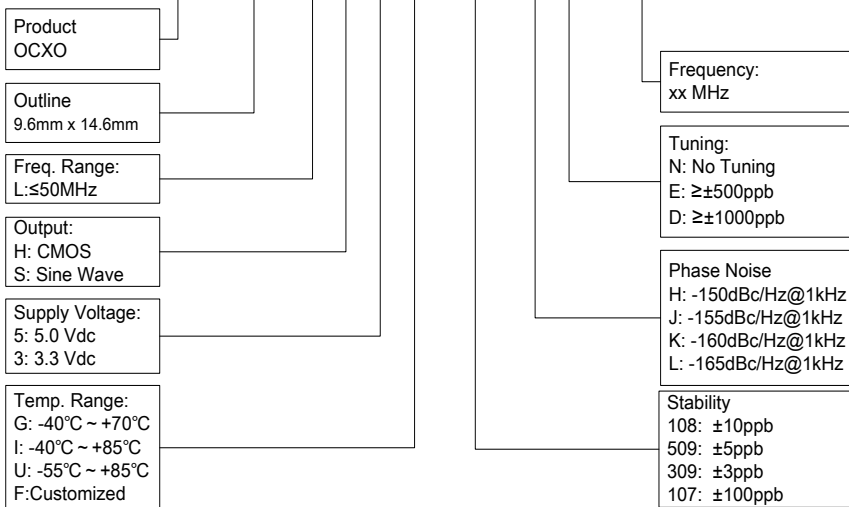 Product
OCXO
Outline
9.6mm x 14.6mm
Freq. Range:
L:≤50MHz
Output:
H: CMOS
S: Sine Wave
Supply Voltage:
5: 5.0 Vdc
3: 3.3 Vdc
Temp. Range:
G: -40℃ ~ +70℃
I: -40℃ ~ +85℃
U: -55℃ ~ +85℃
F:Customized
Frequency:
xx MHz
Tuning:
N: No Tuning
E: ≥±500ppb
D: ≥±1000ppb
Phase Noise
H: -150dBc/Hz@1kHz
J: -155dBc/Hz@1kHz
K: -160dBc/Hz@1kHz
L: -165dBc/Hz@1kHz
Stability
108: ±10ppb
509: ±5ppb
309: ±3ppb
107: ±100ppb